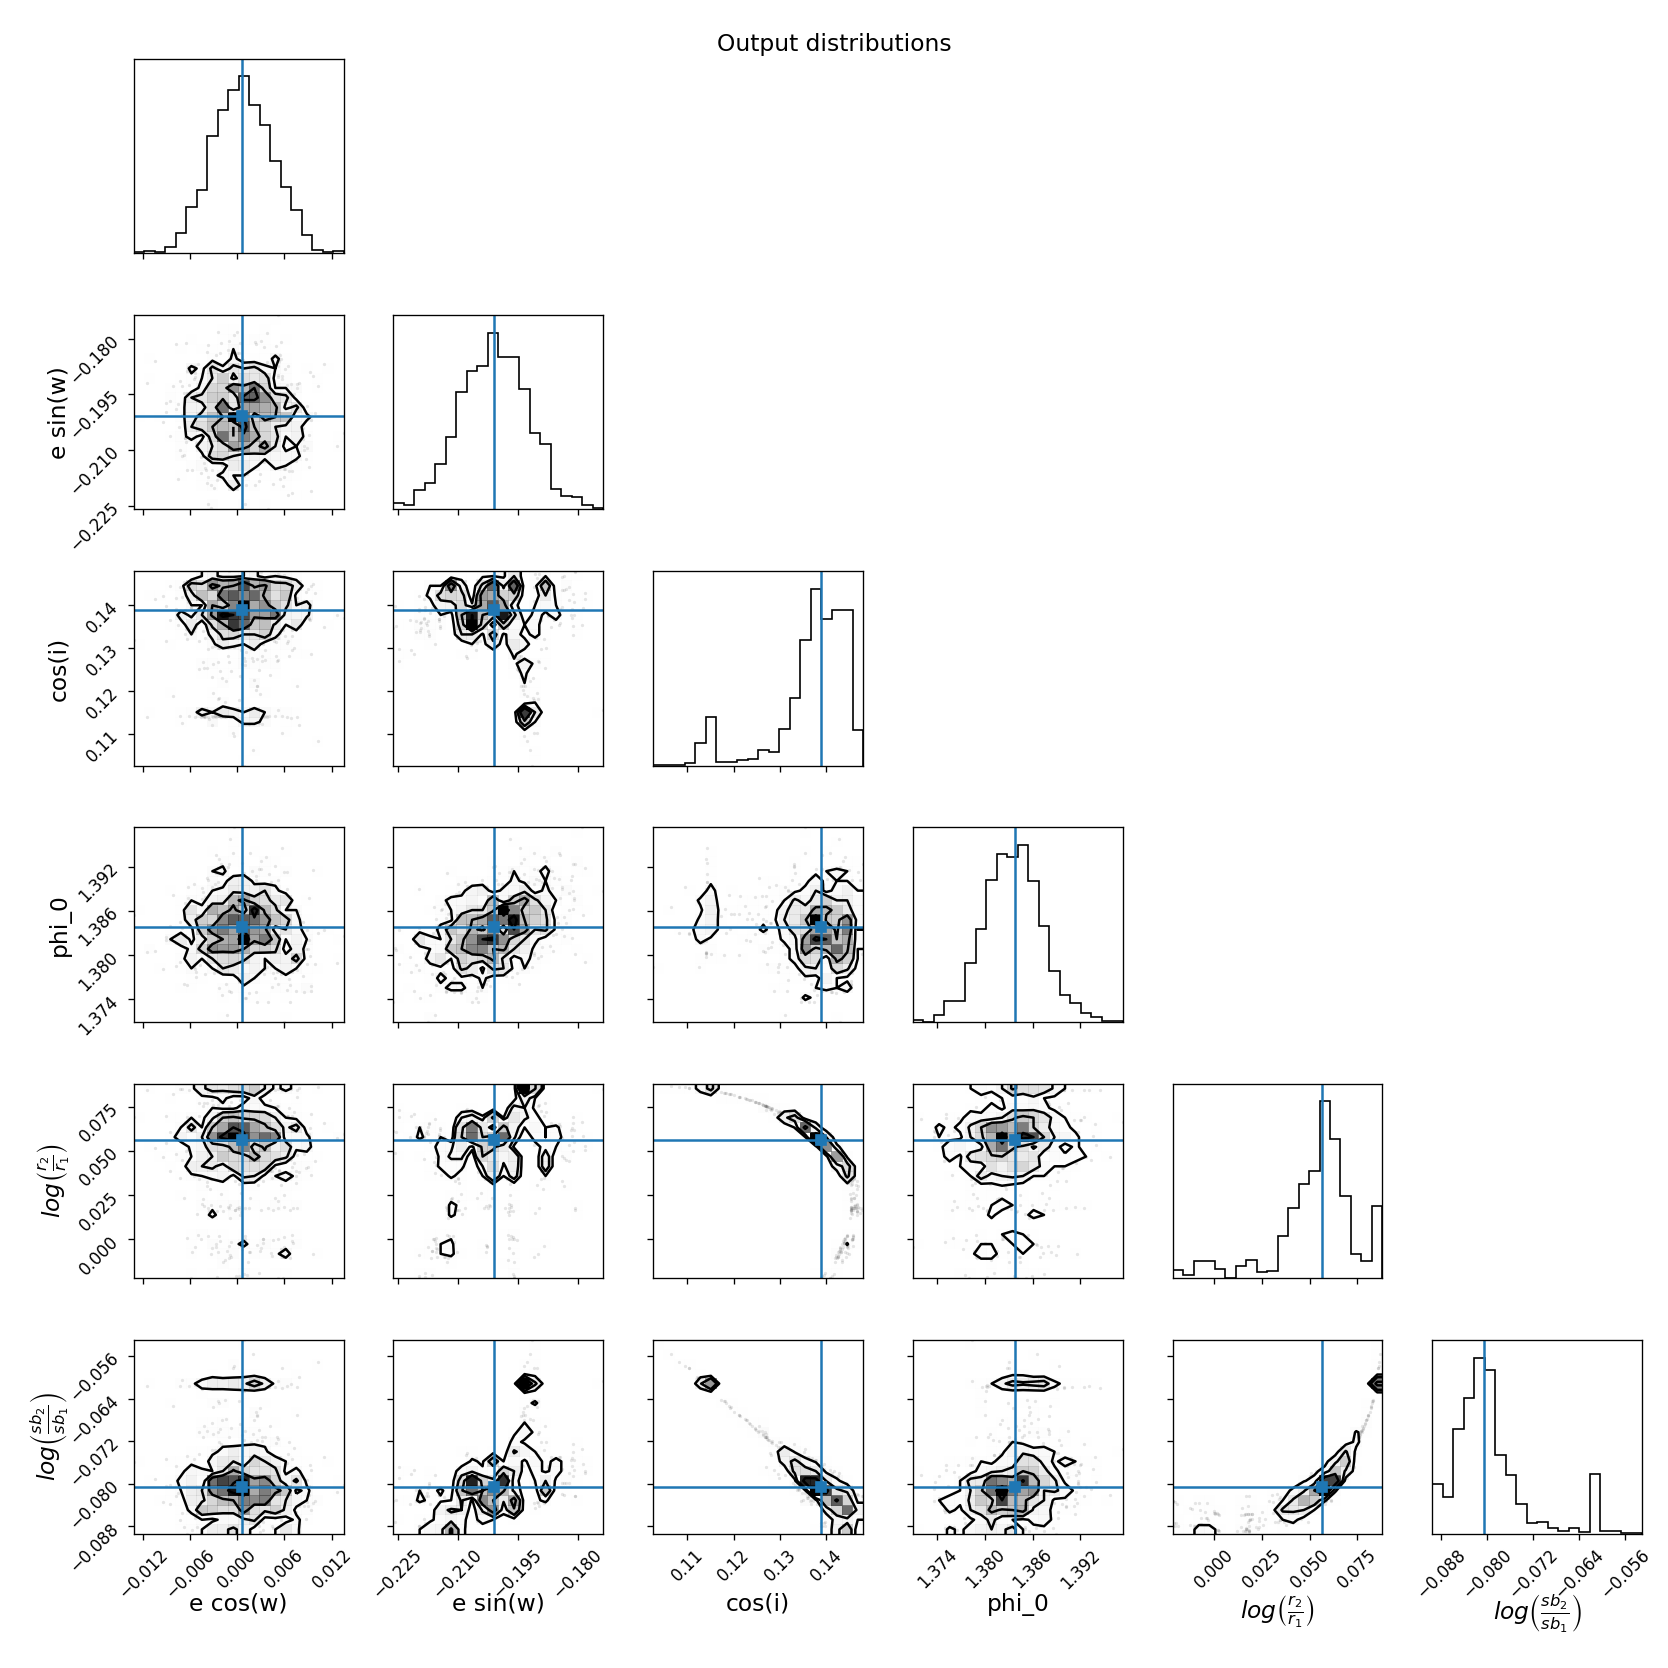 Output distributions
e sin(w)
−0.180
−0.195
−0.210
−0.225
cos(i)
0.14
0.13
0.12
0.11
phi_0
1.392
1.386
1.380
1.374
log(r₂/r₁)
0.075
0.050
0.025
0.000
log(sb₂/sb₁)
−0.056
−0.064
−0.072
−0.080
−0.088
−0.012 −0.006 0.000 0.006 0.012
e cos(w)
−0.225 −0.210 −0.195 −0.180
e sin(w)
0.11 0.12 0.13 0.14
cos(i)
1.374 1.380 1.386 1.392
phi_0
0.000 0.025 0.050 0.075
log(r₂/r₁)
−0.088 −0.080 −0.072 −0.064 −0.056
log(sb₂/sb₁)